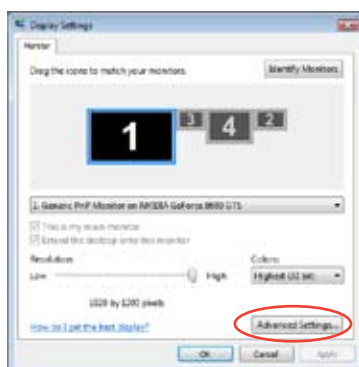 Display Settings
Monitor
Drag the icons to match your monitors.
Identify Monitors
1
3
4
2
1. Generic PnP Monitor on NVIDIA GeForce 8600 GTS
This is my main monitor
Extend the desktop onto this monitor
Resolution:
Low
High
by 1200 pixels
Colors:
Highest (32 bit)
How do I get the best display?
Advanced Settings...
OK
Cancel
Apply